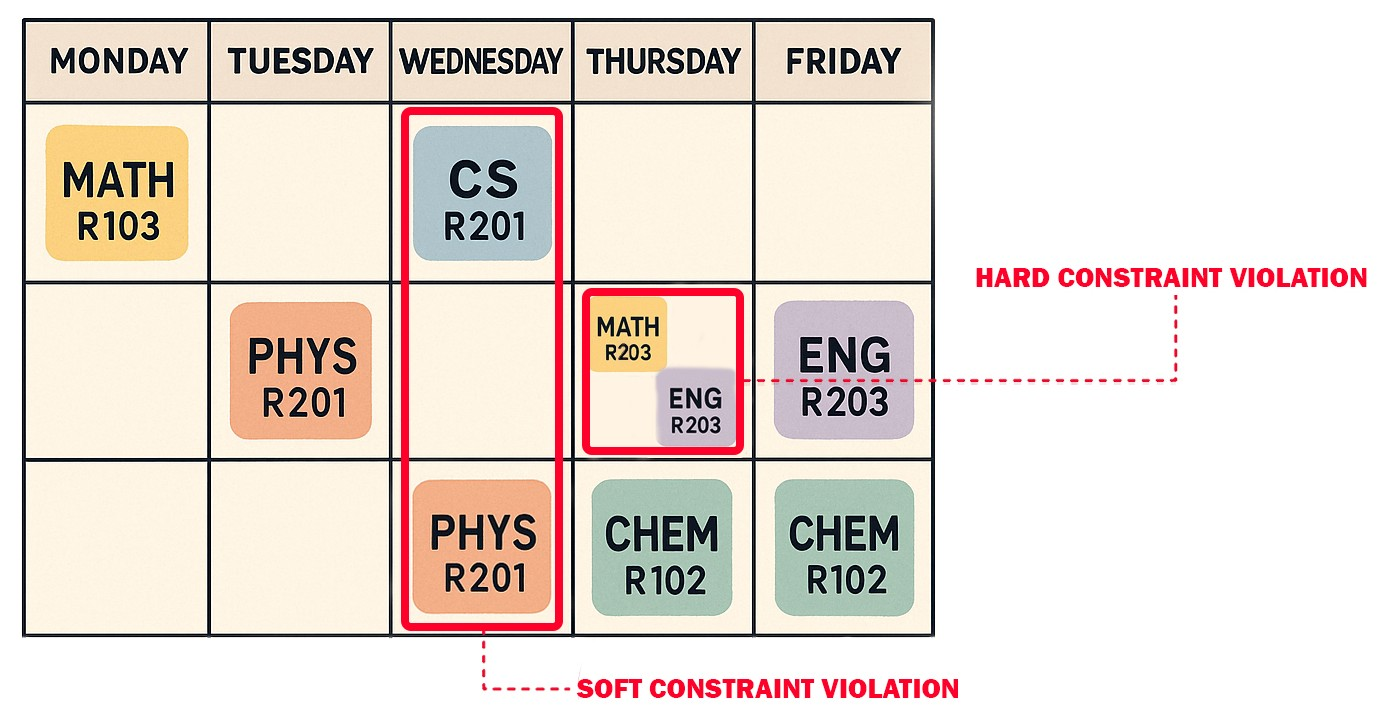 MONDAY
TUESDAY
WEDNESDAY
THURSDAY
FRIDAY
MATH
R103
CS
R201
PHYS
R201
MATH
R203
ENG
R203
ENG
R203
PHYS
R201
CHEM
R102
CHEM
R102
HARD CONSTRAINT VIOLATION
SOFT CONSTRAINT VIOLATION